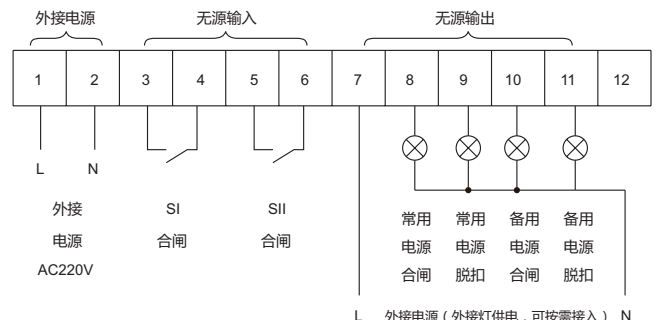 外接电源 无源输入 无源输出
1 2 3 4 5 6 7 8 9 10 11 12
L N
外接 SI SII 常用 常用 备用 备用
电源 合闸 合闸 电源 电源 电源 电源
AC220V 合闸 脱扣 合闸 脱扣
L 外接电源（外接灯供电，可按需接入） N